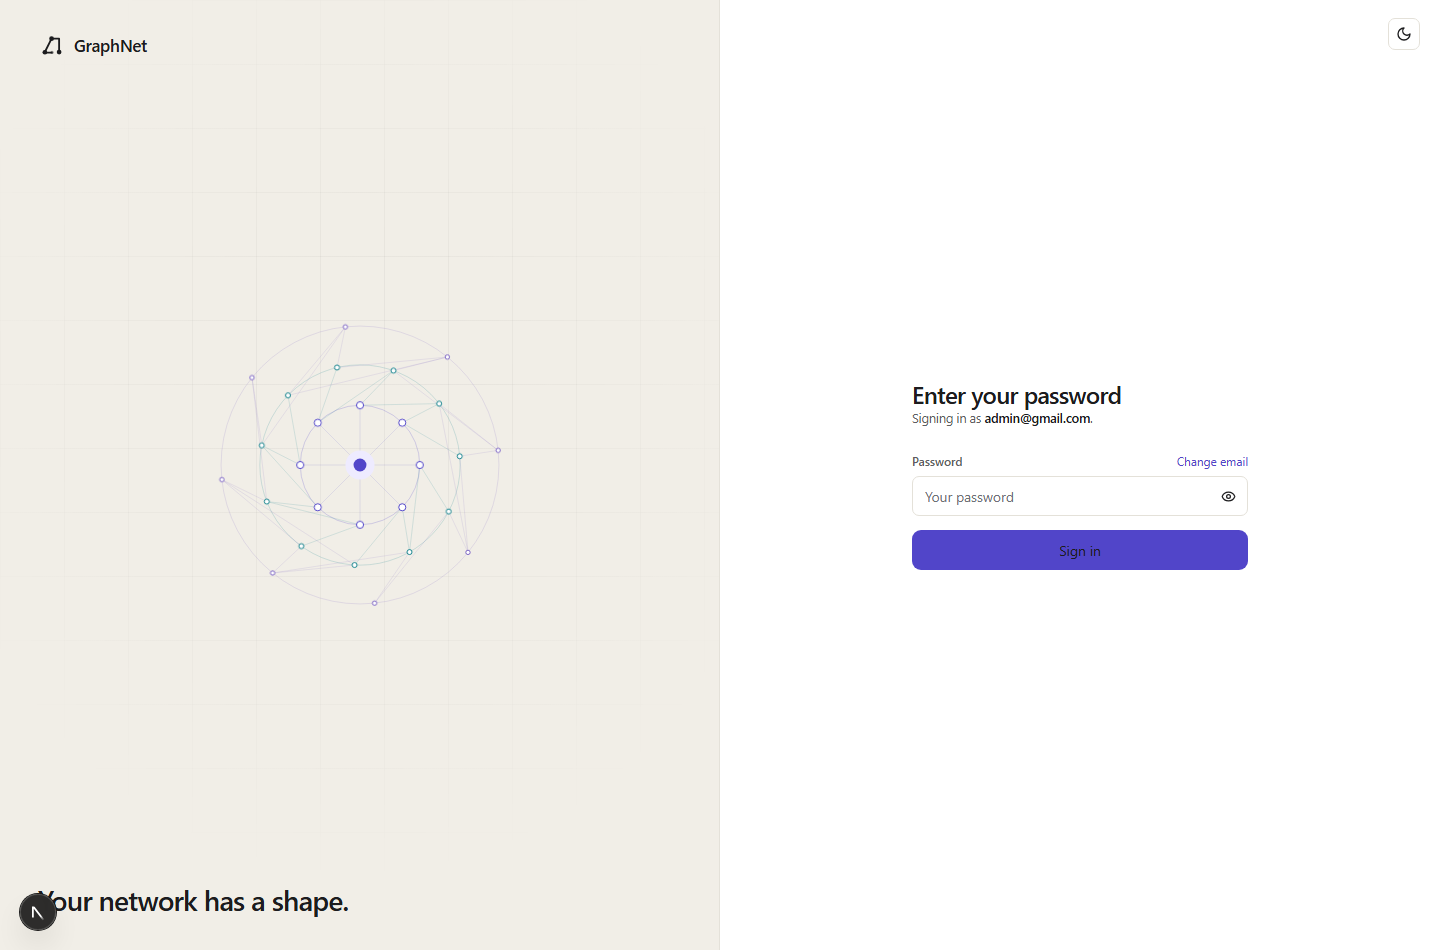 GraphNet
Your network has a shape.
Enter your password
Signing in as admin@gmail.com.
Password
Change email
Your password
Sign in